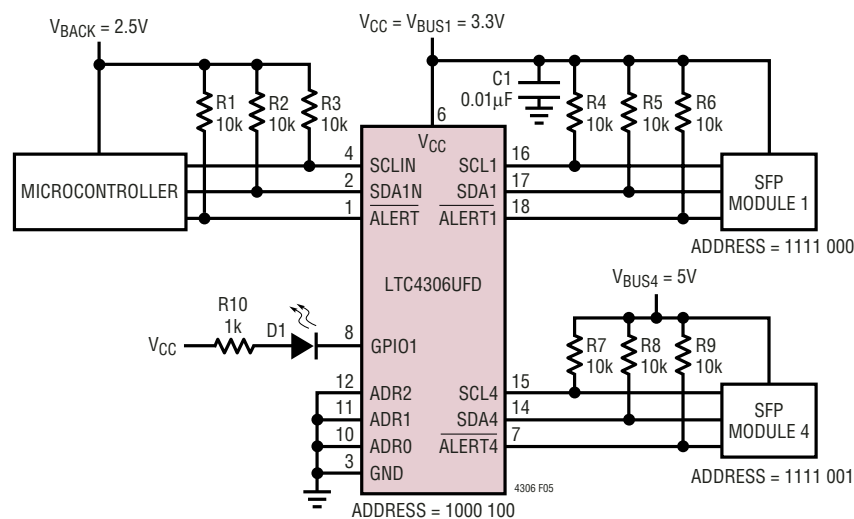 VBACK = 2.5V
VCC = VBUS1 = 3.3V
R1
10k
R2
10k
R3
10k
C1
0.01µF
R4
10k
R5
10k
R6
10k
6
VCC
MICROCONTROLLER
4
SCLIN
2
SDA1N
1
ALERT
SCL1
16
SDA1
17
ALERT1
18
SFP
MODULE 1
ADDRESS = 1111 000
LTC4306UFD
VBUS4 = 5V
VCC
R10
1k
D1
8
GPIO1
R7
10k
R8
10k
R9
10k
12
ADR2
11
ADR1
10
ADR0
3
GND
SCL4
15
SDA4
14
ALERT4
7
SFP
MODULE 4
ADDRESS = 1111 001
4306 F05
ADDRESS = 1000 100